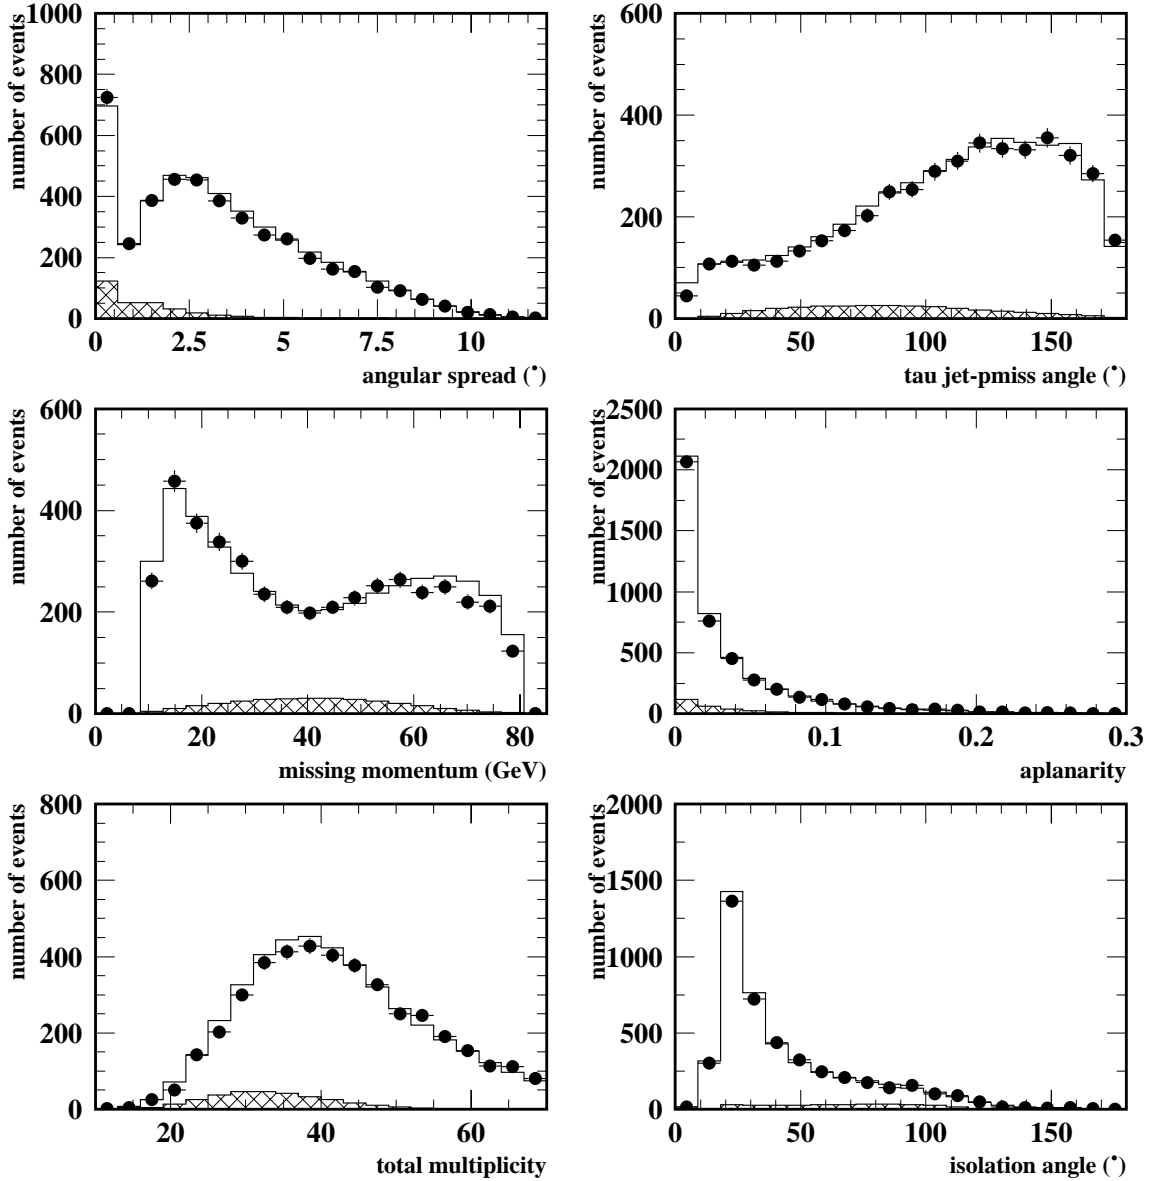 number of events
1000
800
600
400
200
0
0 2.5 5 7.5 10
angular spread (°)
number of events
600
400
200
0
0 50 100 150
tau jet-pmiss angle (°)
number of events
600
400
200
0
0 20 40 60 80
missing momentum (GeV)
number of events
2500
2000
1500
1000
500
0
0 0.1 0.2 0.3
aplanarity
number of events
800
600
400
200
0
20 40 60
total multiplicity
number of events
2000
1500
1000
500
0
0 50 100 150
isolation angle (°)